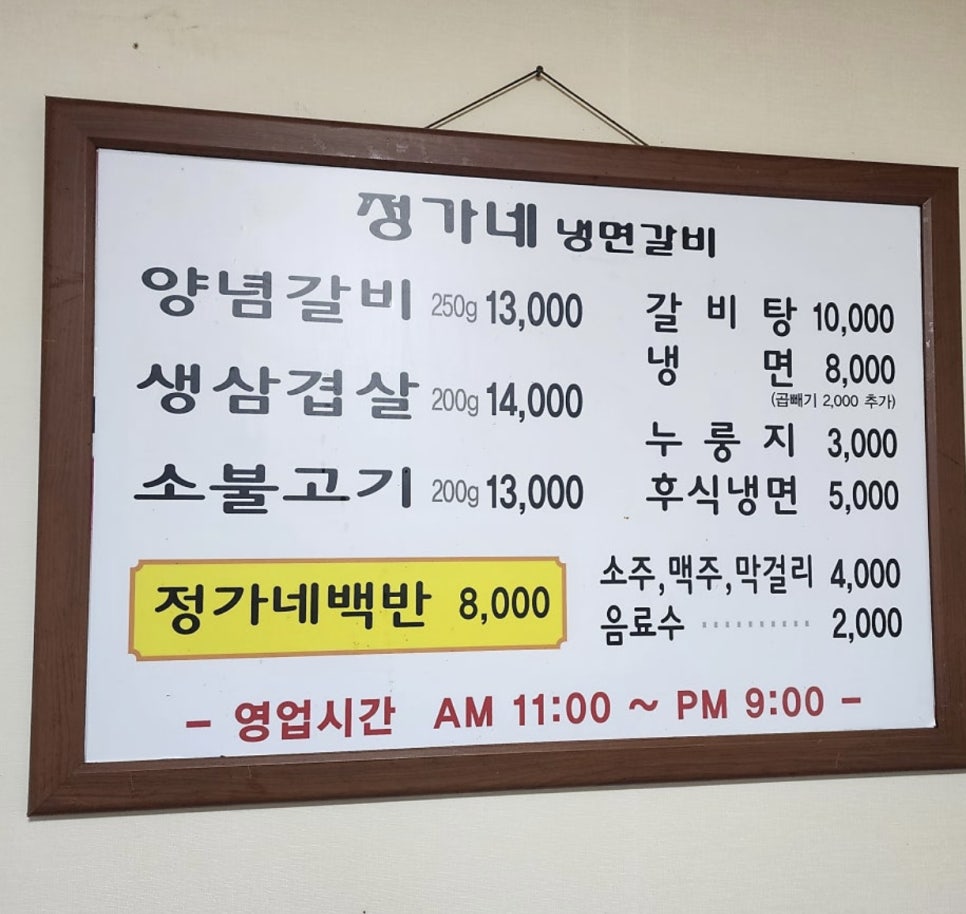 정가네 냉면갈비
양념갈비 250g 13,000
생삼겹살 200g 14,000
소불고기 200g 13,000
정가네백반 8,000
갈 비 탕 10,000
냉 면 8,000
(곱빼기 2,000 추가)
누 룽 지 3,000
후식냉면 5,000
소주,맥주,막걸리 4,000
음료수 ·········· 2,000
– 영업시간 AM 11:00 ~ PM 9:00 –